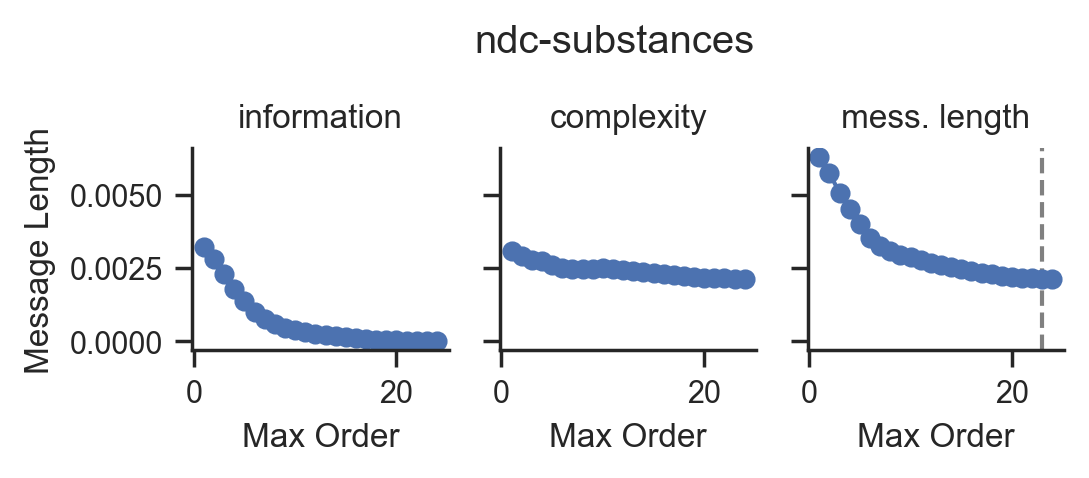 ndc-substances
information complexity mess. length
Message Length
0.0050
0.0025
0.0000
0 20 0 20 0 20
Max Order Max Order Max Order